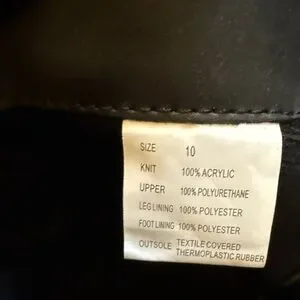 SIZE 10
KNIT 100% ACRYLIC
UPPER 100% POLYURETHANE
LEG LINING 100% POLYESTER
FOOT LINING 100% POLYESTER
OUTSOLE TEXTILE COVERED
THERMOPLASTIC RUBBER